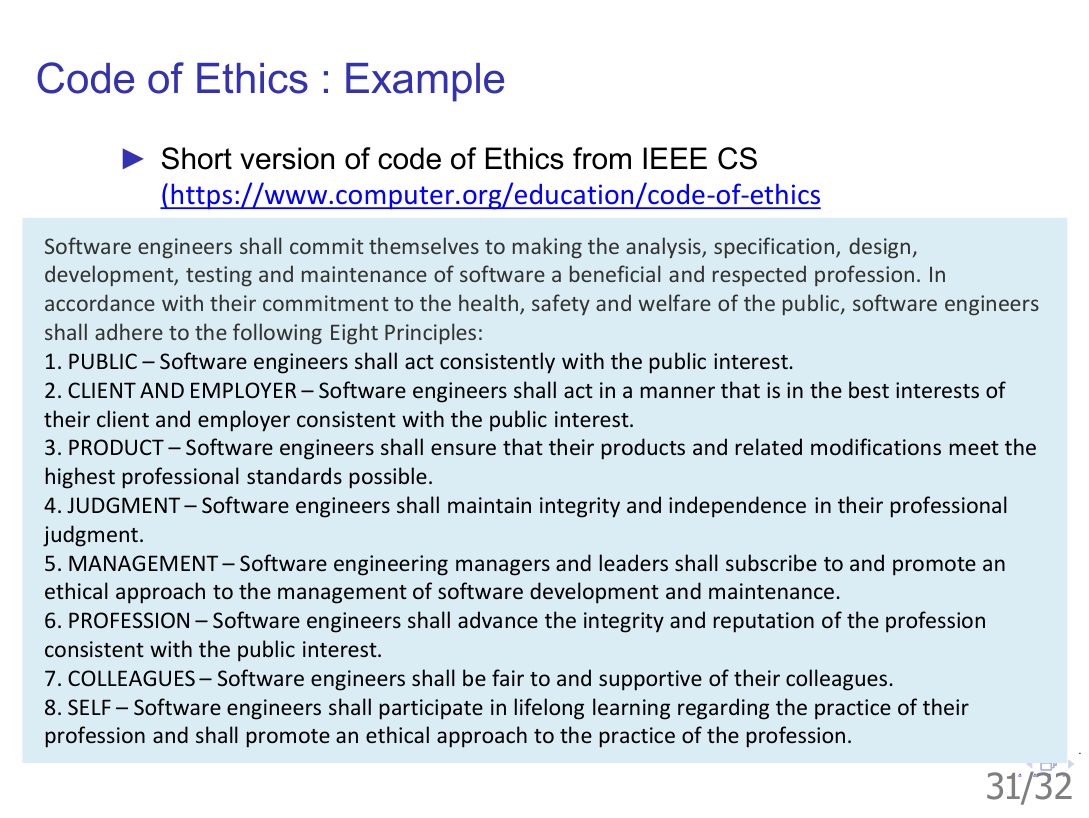 Code of Ethics : Example
► Short version of code of Ethics from IEEE CS
(https://www.computer.org/education/code-of-ethics
Software engineers shall commit themselves to making the analysis, specification, design,
development, testing and maintenance of software a beneficial and respected profession. In
accordance with their commitment to the health, safety and welfare of the public, software engineers
shall adhere to the following Eight Principles:
1. PUBLIC – Software engineers shall act consistently with the public interest.
2. CLIENT AND EMPLOYER – Software engineers shall act in a manner that is in the best interests of
their client and employer consistent with the public interest.
3. PRODUCT – Software engineers shall ensure that their products and related modifications meet the
highest professional standards possible.
4. JUDGMENT – Software engineers shall maintain integrity and independence in their professional
judgment.
5. MANAGEMENT – Software engineering managers and leaders shall subscribe to and promote an
ethical approach to the management of software development and maintenance.
6. PROFESSION – Software engineers shall advance the integrity and reputation of the profession
consistent with the public interest.
7. COLLEAGUES – Software engineers shall be fair to and supportive of their colleagues.
8. SELF – Software engineers shall participate in lifelong learning regarding the practice of their
profession and shall promote an ethical approach to the practice of the profession.
31/32